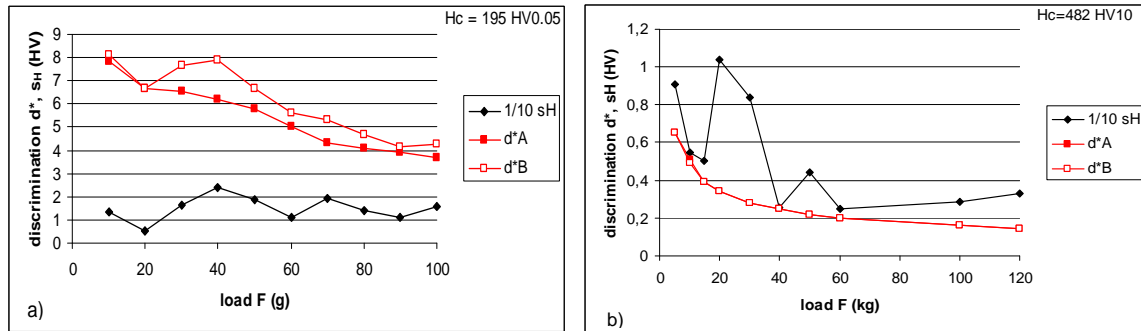 Hc = 195 HV0.05
discrimination d*, sH (HV)
9
8
7
6
5
4
3
2
1
0
0 20 40 60 80 100
load F (g)
1/10 sH
d*A
d*B
a)
Hc=482 HV10
discrimination d*, sH (HV)
1,2
1
0,8
0,6
0,4
0,2
0
0 20 40 60 80 100 120
load F (kg)
1/10 sH
d*A
d*B
b)